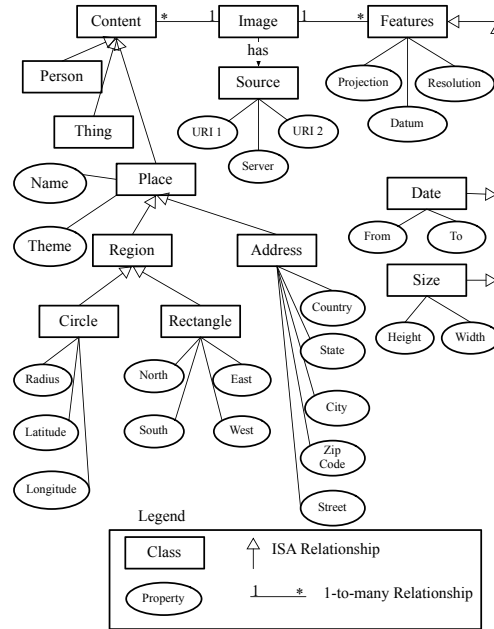 Content * 1 Image 1 * Features
has
Person
Source
Projection Resolution
Thing
URI 1 URI 2
Datum
Server
Name Place
Date
Theme
From To
Region Address
Size
Country
Circle Rectangle
State
Height Width
Radius North East
City
Latitude South West
Zip
Code
Longitude
Street
Legend
Class ISA Relationship
Property 1 * 1-to-many Relationship